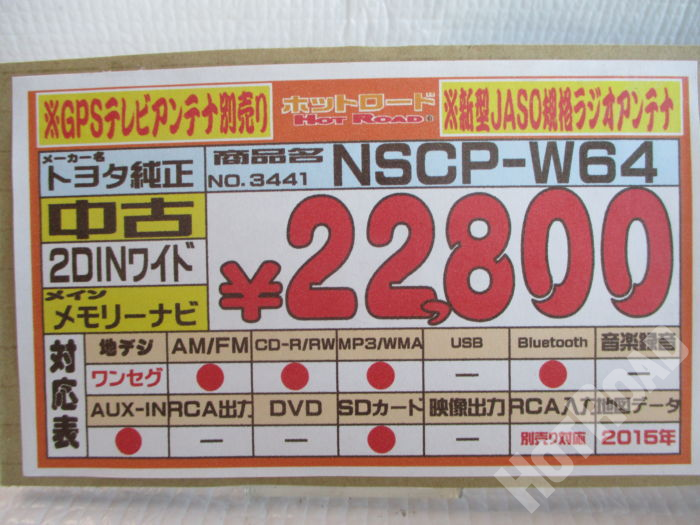 ※GPSテレビアンテナ別売り
ホットロード
HOT ROAD
※新型JASO規格ラジオアンテナ
メーカー名
トヨタ純正
商品名
NO.3441
NSCP-W64
中古
2DINワイド
メイン
メモリーナビ
¥22,800
対応表
地デジ AM/FM CD-R/RW MP3/WMA USB Bluetooth 音楽録音
ワンセグ ● ● ● — ● —
AUX-IN RCA出力 DVD SDカード 映像出力 RCA入力 地図データ
● — — ● — 別売り対応 2015年
HOTROAD